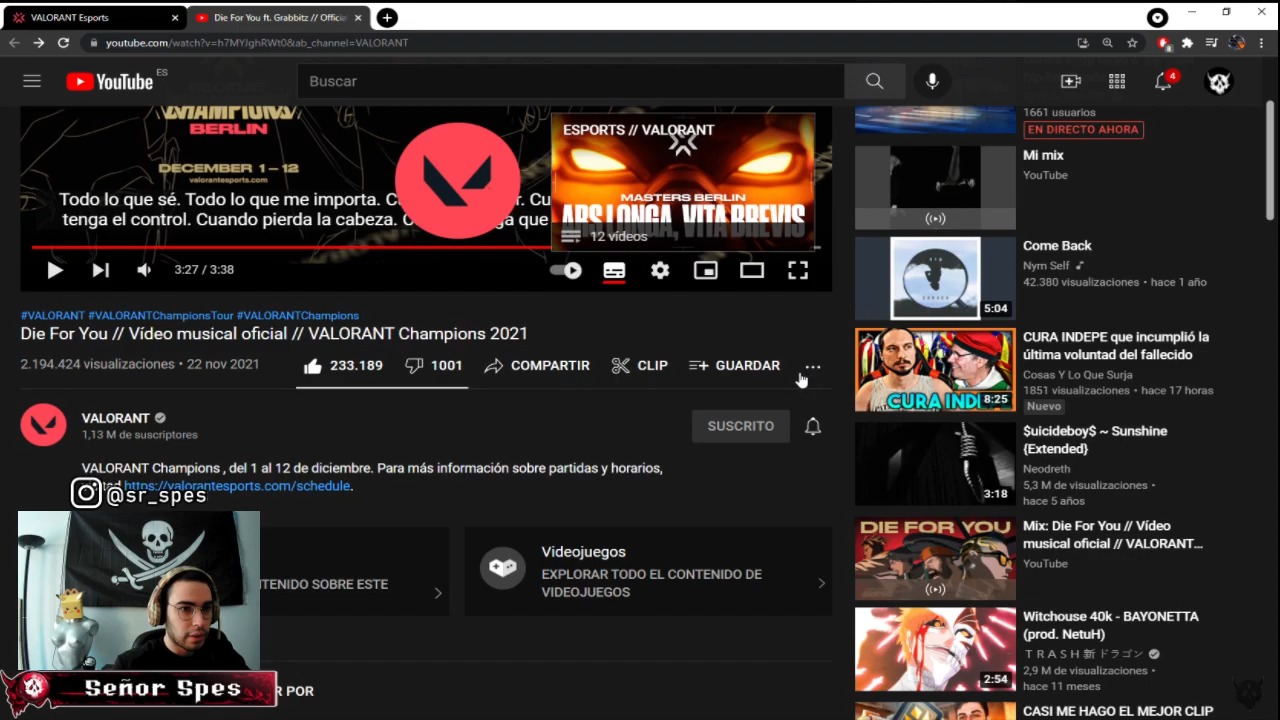 VALORANT Esports
Die For You ft. Grabbitz // Officia
youtube.com/watch?v=h7MYJghRWt0&ab_channel=VALORANT
YouTube
ES
Buscar
4
CHAMPIONS
BERLIN
DECEMBER 1 – 12
valorantesports.com
Todo lo que sé. Todo lo que me importa.
tenga el control. Cuando pierda la cabeza.
que
ESPORTS // VALORANT
MASTERS BERLIN
ARS LONGA, VITA BREVIS
12 vídeos
3:27 / 3:38
#VALORANT #VALORANTChampionsTour #VALORANTChampions
Die For You // Vídeo musical oficial // VALORANT Champions 2021
2.194.424 visualizaciones • 22 nov 2021
233.189
1001
COMPARTIR
CLIP
GUARDAR
VALORANT
1,13 M de suscriptores
SUSCRITO
VALORANT Champions , del 1 al 12 de diciembre. Para más información sobre partidas y horarios,
https://valorantesports.com/schedule.
@sr_spes
TENIDO SOBRE ESTE
Videojuegos
EXPLORAR TODO EL CONTENIDO DE
VIDEOJUEGOS
Señor Spes
R POR
1661 usuarios
EN DIRECTO AHORA
Mi mix
YouTube
Come Back
Nym Self
42.380 visualizaciones • hace 1 año
5:04
CURA INDEPE que incumplió la
última voluntad del fallecido
Cosas Y Lo Que Surja
1851 visualizaciones • hace 17 horas
Nuevo
CURA INDE
8:25
$uicideboy$ ~ Sunshine
{Extended}
Neodreth
5,3 M de visualizaciones •
hace 5 años
3:18
DIE FOR YOU
Mix: Die For You // Vídeo
musical oficial // VALORANT...
YouTube
Witchouse 40k - BAYONETTA
(prod. NetuH)
ＴＲＡＳＨ 新 ドラゴン
2,9 M de visualizaciones •
hace 11 meses
2:54
CASI ME HAGO EL MEJOR CLIP